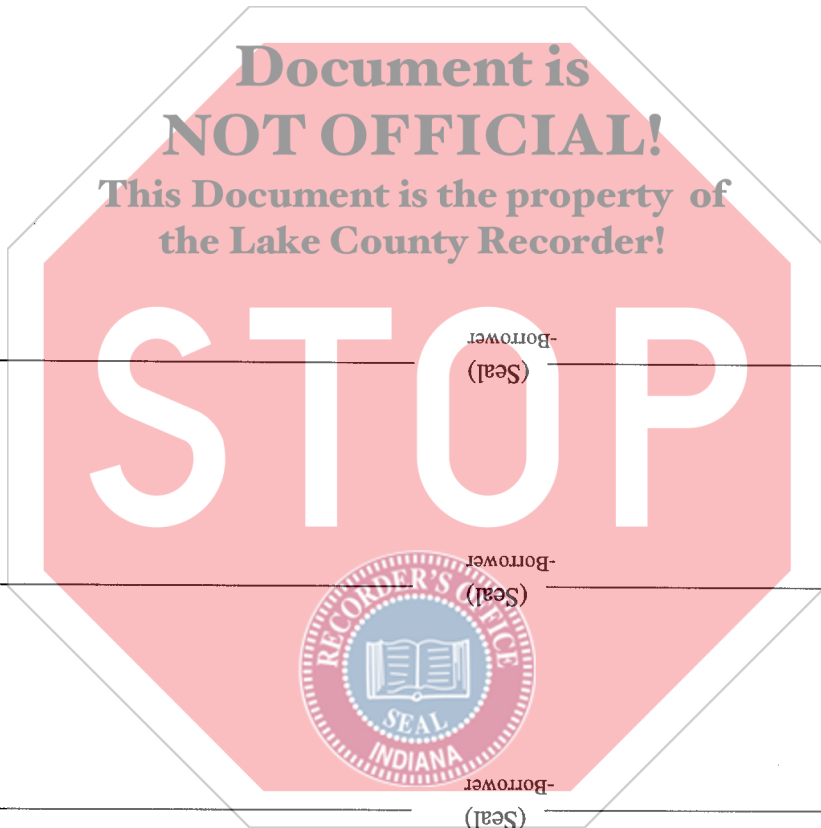 Document is
NOT OFFICIAL!
This Document is the property of
the Lake County Recorder!
STOP
-Borrower
(Seal)
-Borrower
(Seal)
RECORDER'S OFFICE
SEAL
INDIANA
-Borrower
(Seal)